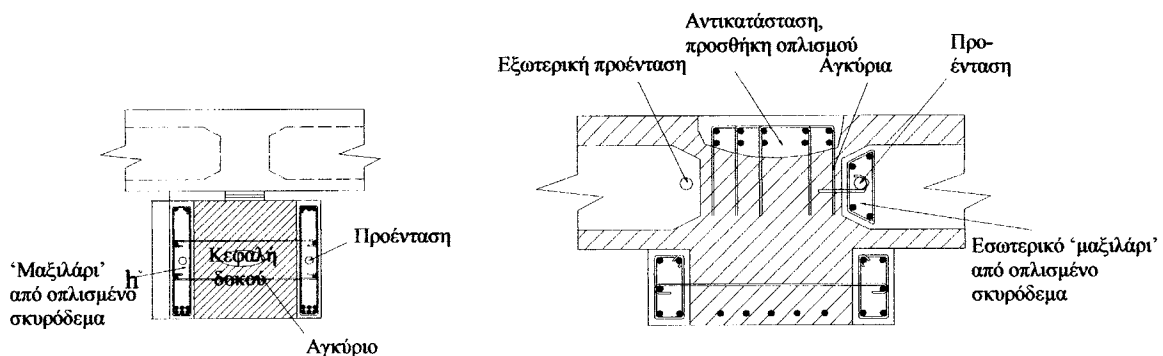 Αντικατάσταση,
προσθήκη οπλισμού
Προ-
ένταση
Εξωτερική προένταση
Αγκύρια
Προένταση
Κεφαλή
δοκού
‘Μαξιλάρι’
h
από οπλισμένο
σκυρόδεμα
Αγκύριο
Εσωτερικό ‘μαξιλάρι’
από οπλισμένο
σκυρόδεμα